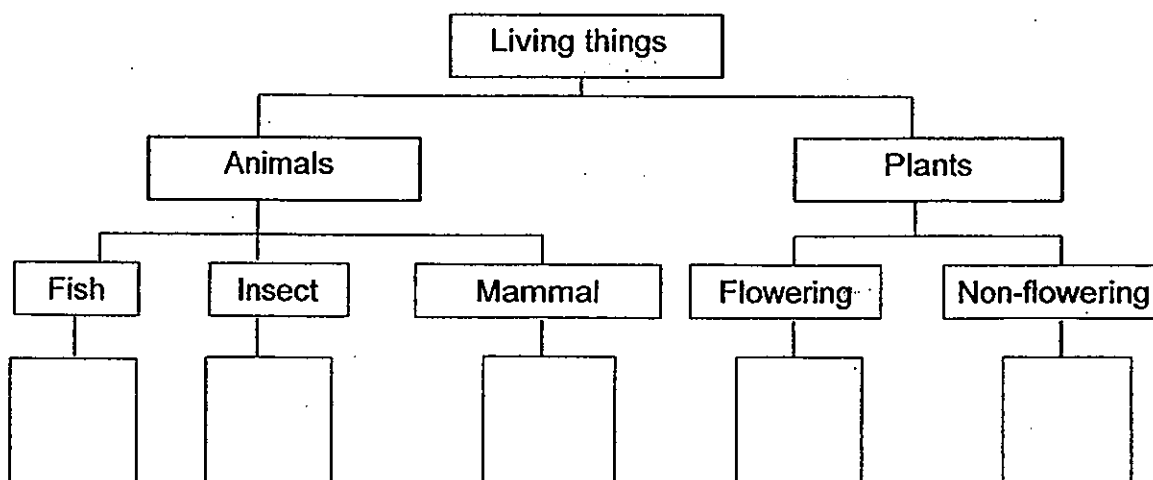 Living things
Animals
Plants
Fish
Insect
Mammal
Flowering
Non-flowering